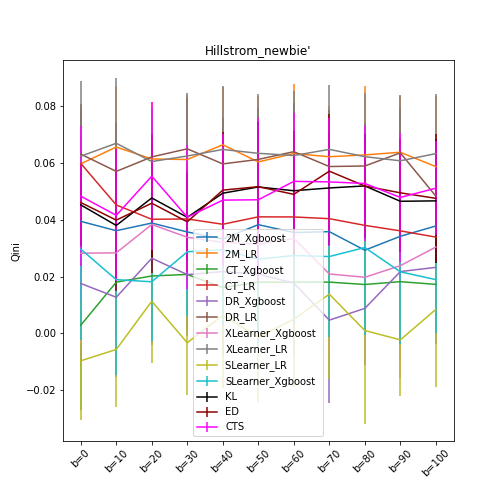 Hillstrom_newbie'
Qini
0.08
0.06
0.04
0.02
0.00
−0.02
2M_Xgboost
2M_LR
CT_Xgboost
CT_LR
DR_Xgboost
DR_LR
XLearner_Xgboost
XLearner_LR
SLearner_LR
SLearner_Xgboost
KL
ED
CTS
b=0
b=10
b=20
b=30
b=40
b=50
b=60
b=70
b=80
b=90
b=100